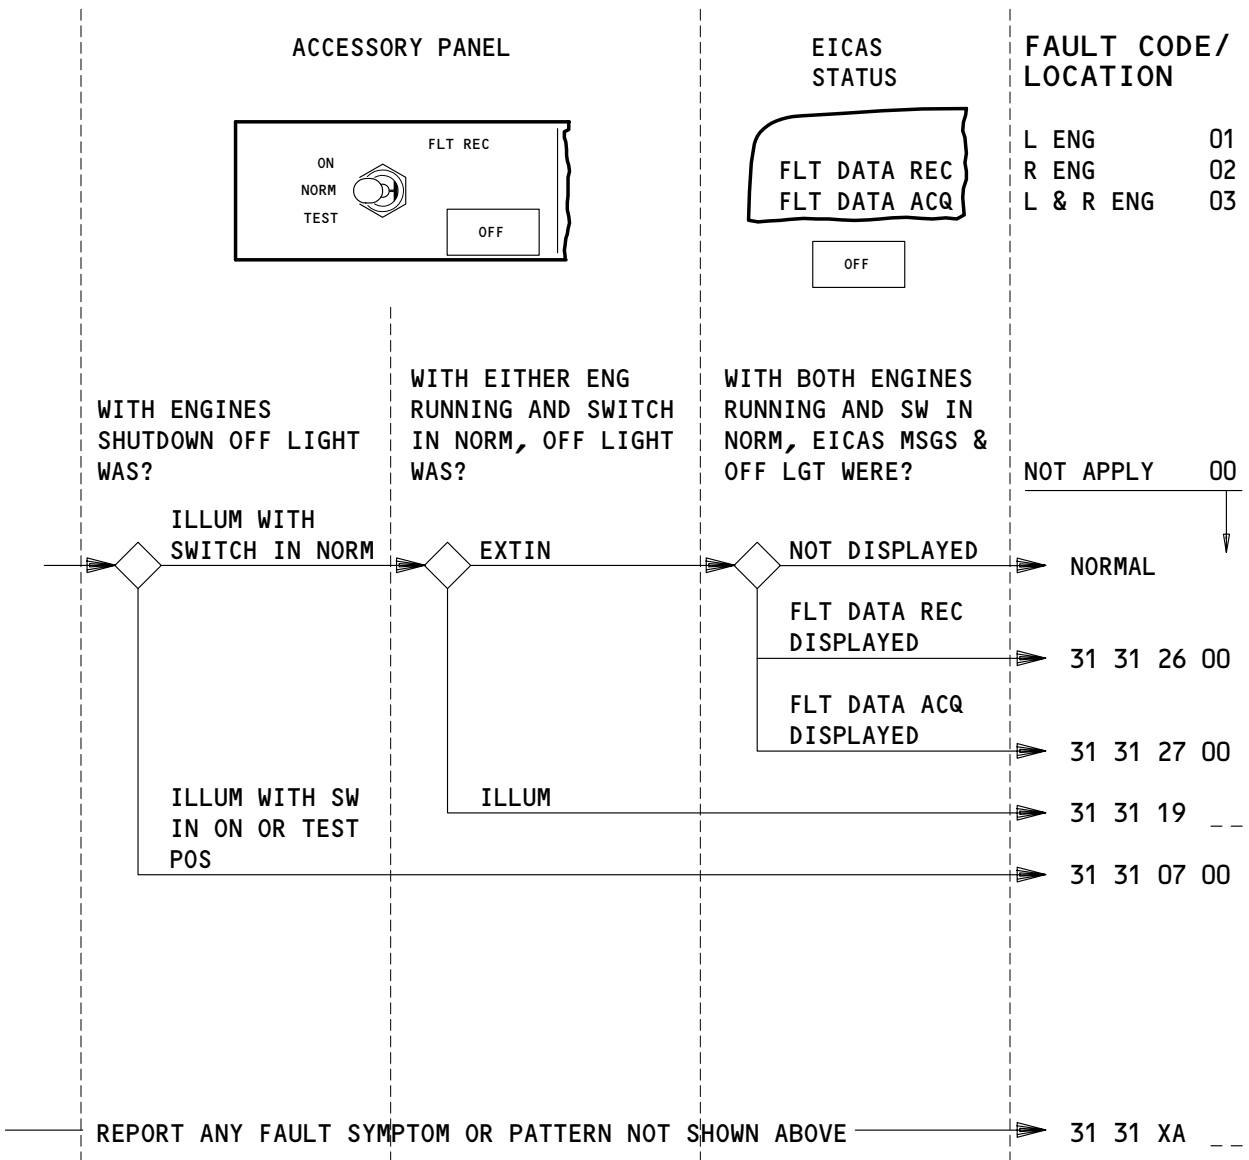 ACCESSORY PANEL
EICAS
STATUS
FAULT CODE/
LOCATION
FLT REC
ON
NORM
TEST
OFF
FLT DATA REC
FLT DATA ACQ
OFF
L ENG 01
R ENG 02
L & R ENG 03
WITH ENGINES
SHUTDOWN OFF LIGHT
WAS?
WITH EITHER ENG
RUNNING AND SWITCH
IN NORM, OFF LIGHT
WAS?
WITH BOTH ENGINES
RUNNING AND SW IN
NORM, EICAS MSGS &
OFF LGT WERE?
NOT APPLY 00
ILLUM WITH
SWITCH IN NORM
EXTIN
NOT DISPLAYED
NORMAL
FLT DATA REC
DISPLAYED
31 31 26 00
FLT DATA ACQ
DISPLAYED
31 31 27 00
ILLUM WITH SW
IN ON OR TEST
POS
ILLUM
31 31 19 _ _
31 31 07 00
REPORT ANY FAULT SYMPTOM OR PATTERN NOT SHOWN ABOVE
31 31 XA _ _